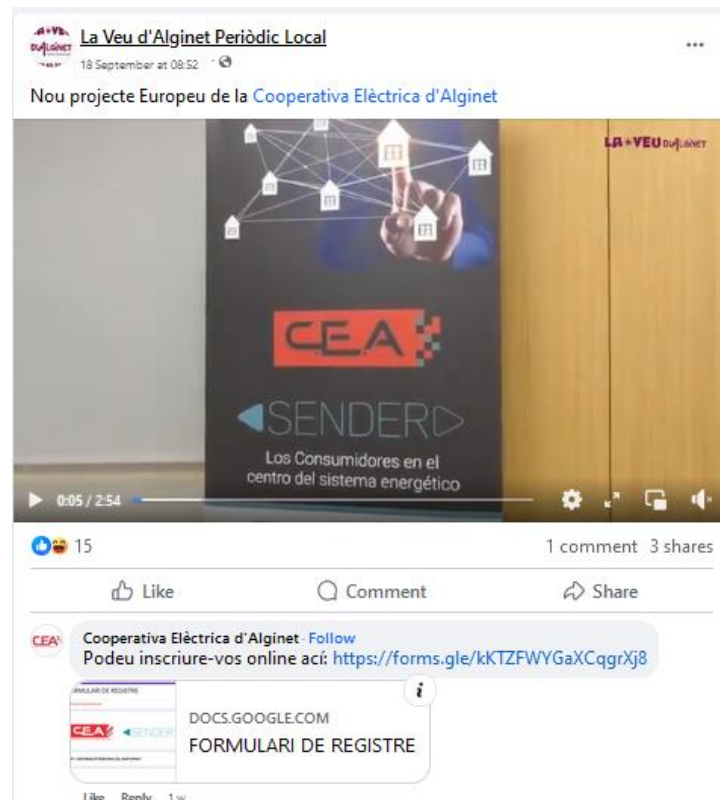 La Veu d'Alginet Periòdic Local
18 September at 08:52
Nou projecte Europeu de la Cooperativa Elèctrica d'Alginet
LA+VEU DALGINET
C.E.A
SENDER
Los Consumidores en el
centro del sistema energético
0:05 / 2:54
15
1 comment 3 shares
Like Comment Share
CEA
Cooperativa Elèctrica d'Alginet · Follow
Podeu inscriure-vos online ací: https://forms.gle/kKTZFWYGaXCqgrXj8
FORMULARI DE REGISTRE
CEA SENDER
DOCS.GOOGLE.COM
FORMULARI DE REGISTRE
Like Reply 1 w